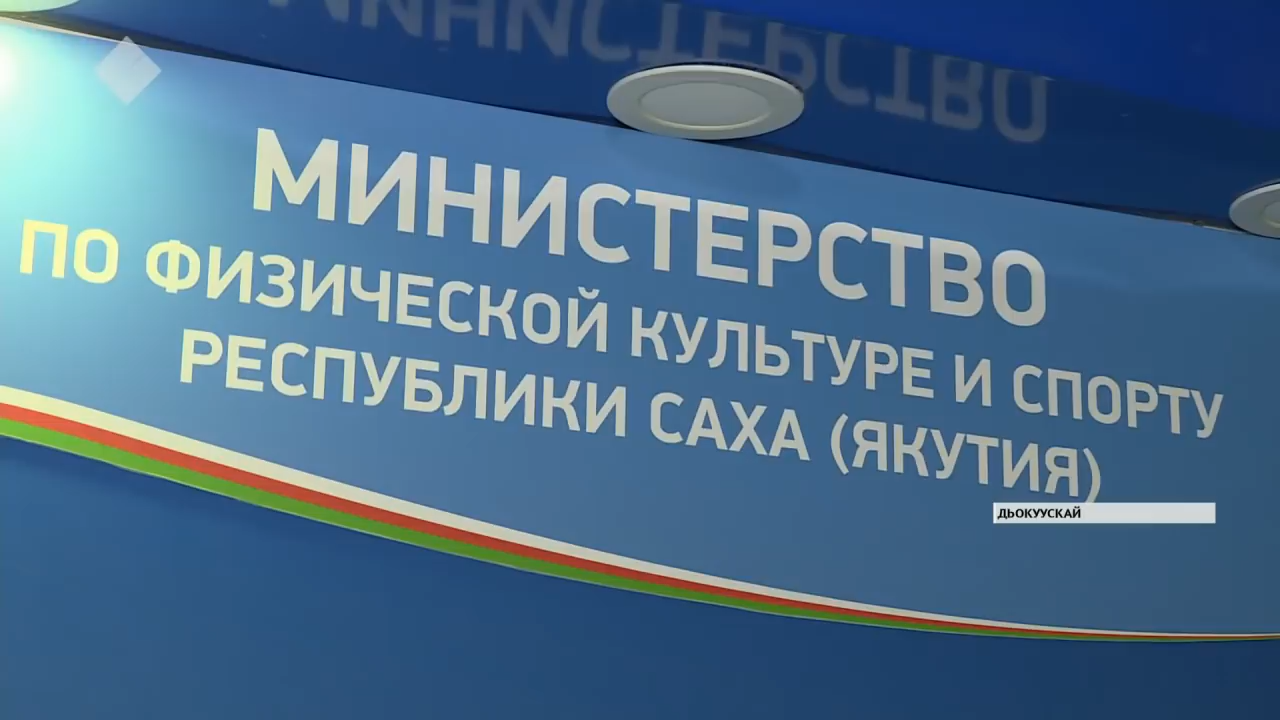 МИНИСТЕРСТВО
ПО ФИЗИЧЕСКОЙ КУЛЬТУРЕ И СПОРТУ
РЕСПУБЛИКИ САХА (ЯКУТИЯ)
ДЬОКУУСКАЙ